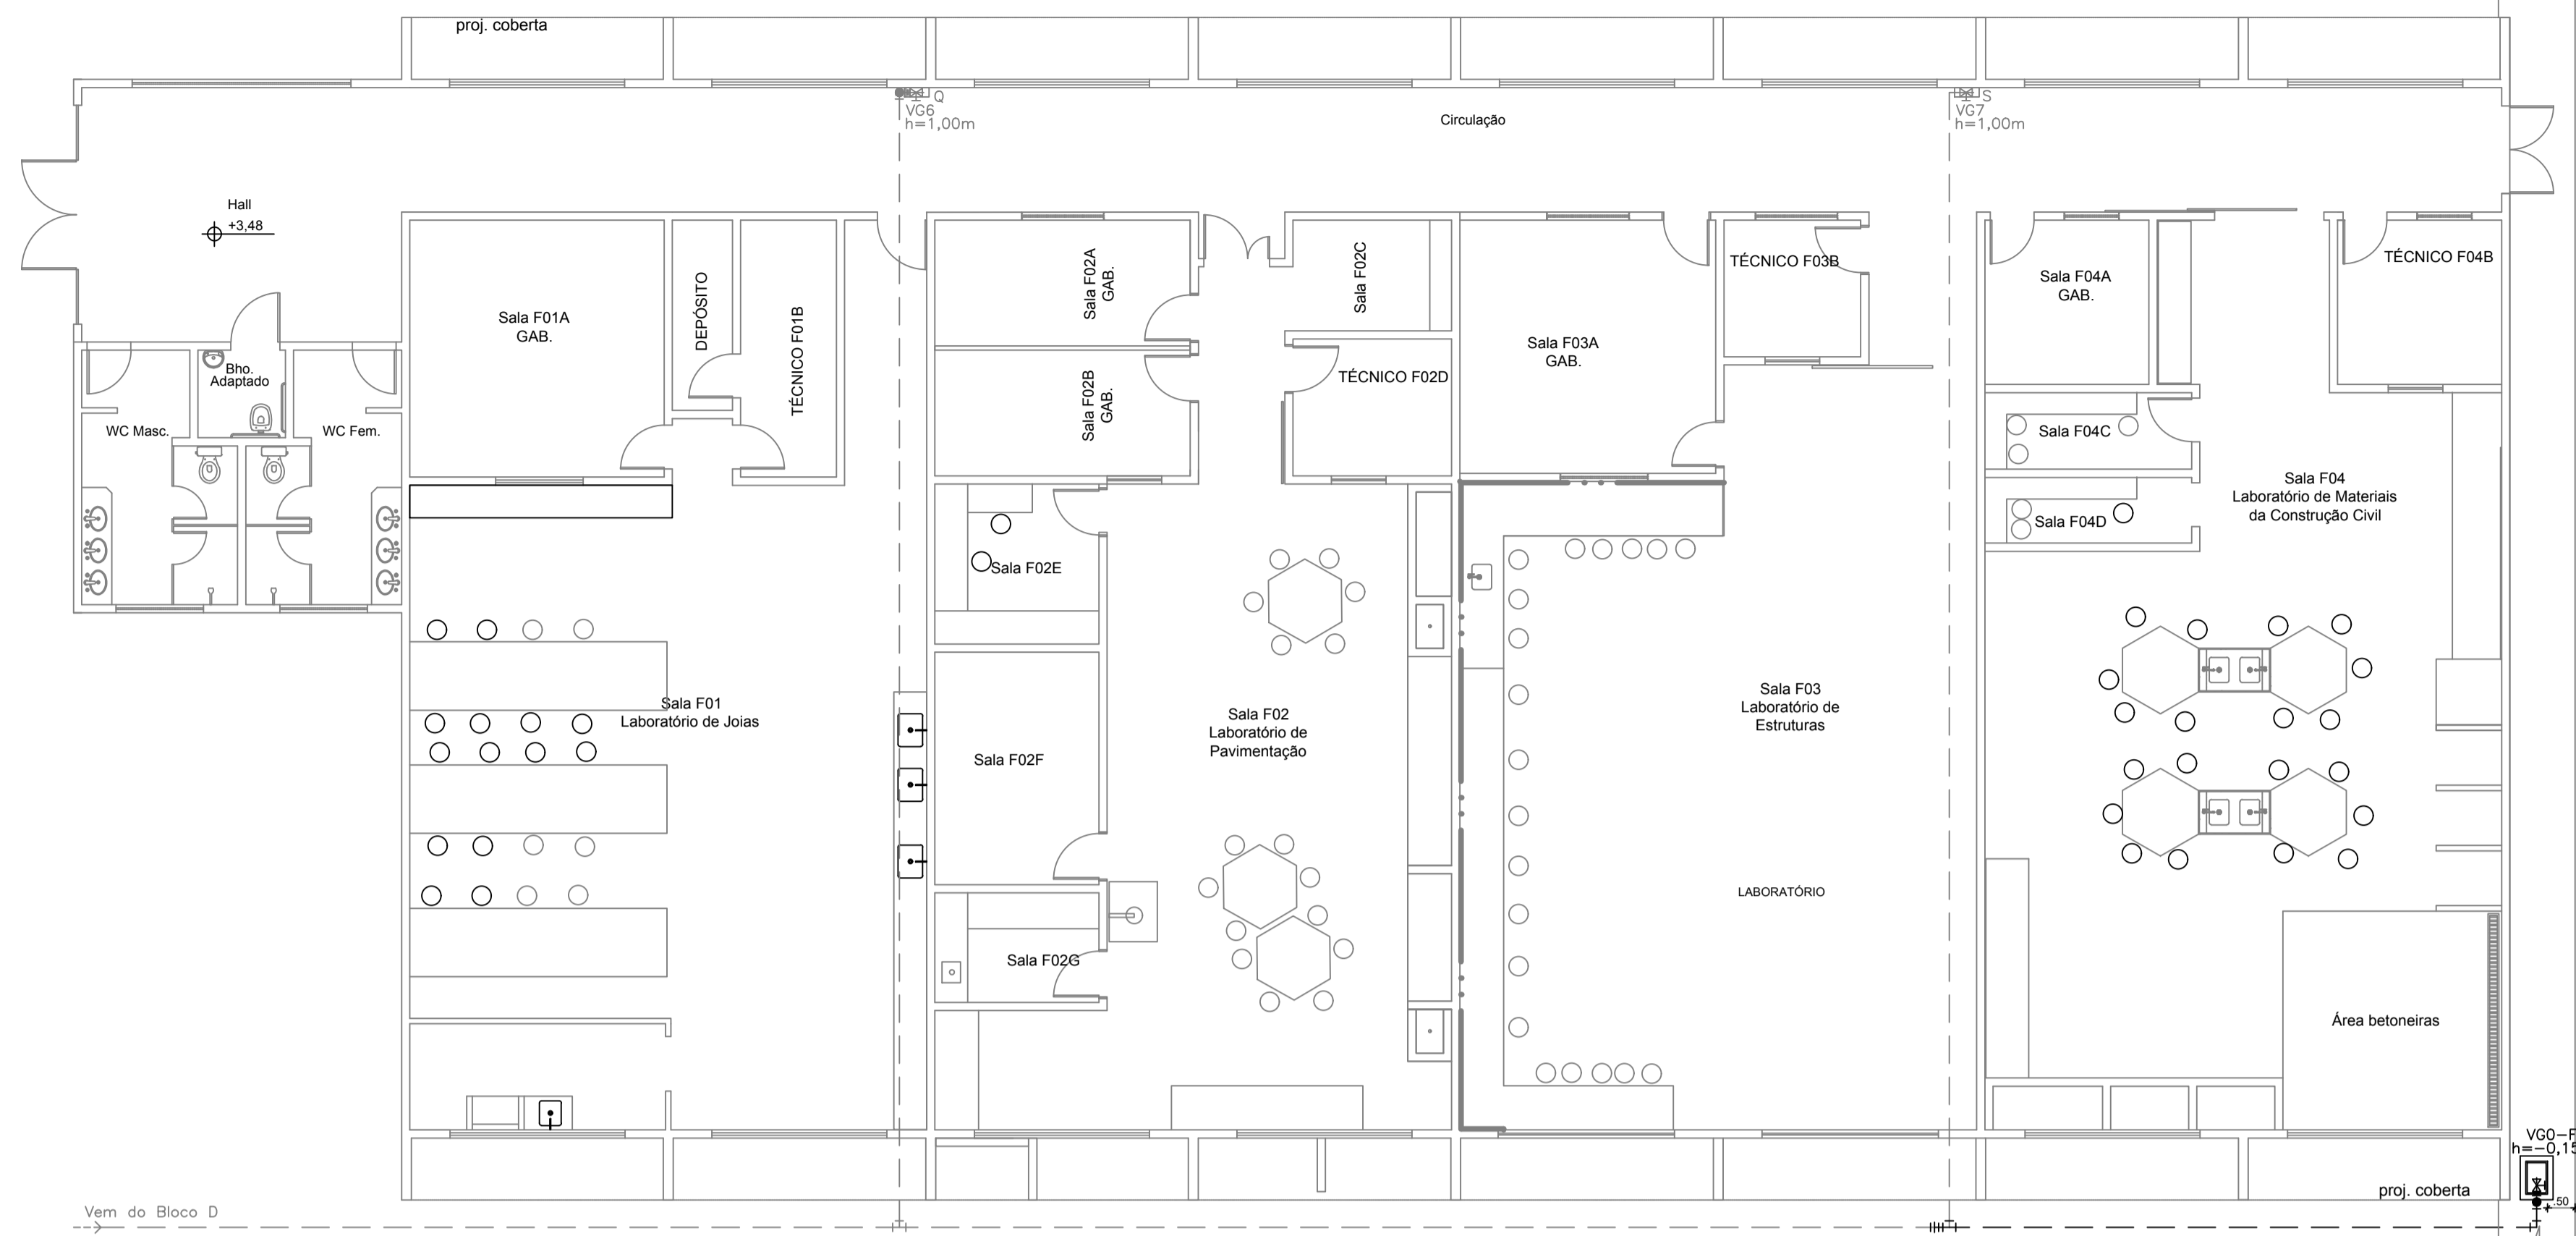 proj. coberta
Q
VG6
h=1,00m
Circulação
S
VG7
h=1,00m
Hall
+3,48
Sala F01A
GAB.
DEPÓSITO
TÉCNICO F01B
Sala F02A
GAB.
Sala F02B
GAB.
Sala F02C
TÉCNICO F02D
Sala F03A
GAB.
TÉCNICO F03B
Sala F04A
GAB.
TÉCNICO F04B
Bho.
Adaptado
WC Masc.
WC Fem.
Sala F04C
Sala F04D
Sala F04
Laboratório de Materiais
da Construção Civil
Sala F02E
Sala F01
Laboratório de Joias
Sala F02F
Sala F02
Laboratório de
Pavimentação
Sala F03
Laboratório de
Estruturas
LABORATÓRIO
Sala F02G
Área betoneiras
VGO-F
h=-0,15
proj. coberta
.50
Vem do Bloco D